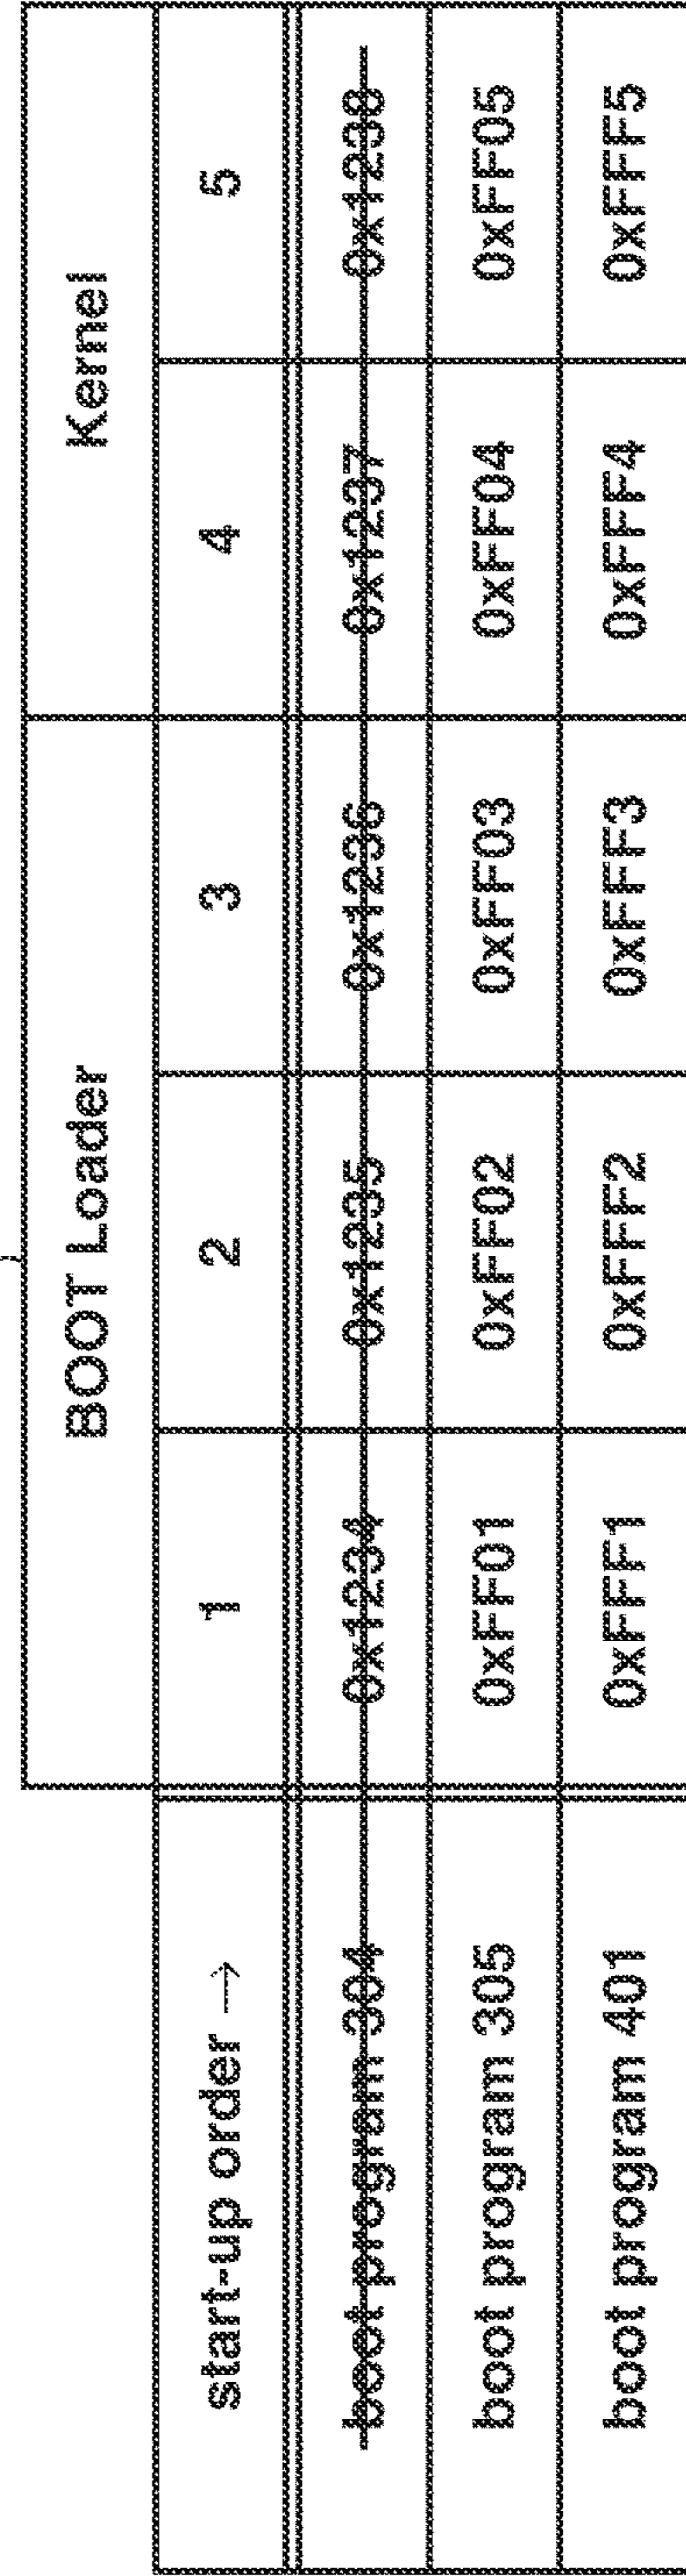 BOOT Loader Kernel
start-up order → 1 2 3 4 5
boot program 304 0x1234 0x1235 0x1236 0x1237 0x1238
boot program 305 0xFF01 0xFF02 0xFF03 0xFF04 0xFF05
boot program 401 0xFFF1 0xFFF2 0xFFF3 0xFFF4 0xFFF5